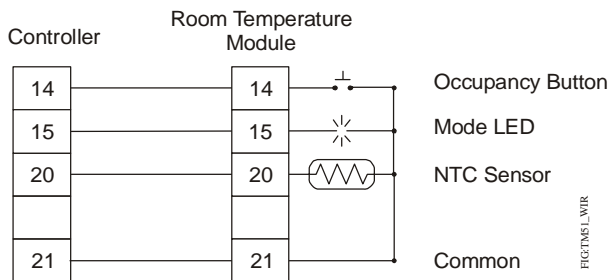 Room Temperature
Module
Controller
14 14 Occupancy Button
15 15 Mode LED
20 20 NTC Sensor
21 21 Common
FIG:TM51_WIR